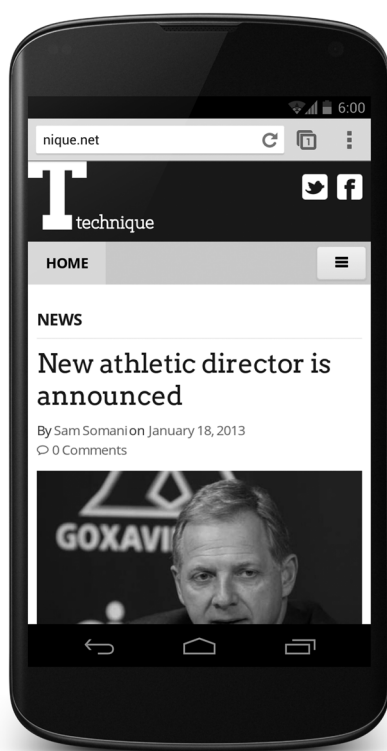 6:00
nique.net
1
T
technique
HOME
NEWS
New athletic director is
announced
By Sam Somani on January 18, 2013
0 Comments
GOXAVI